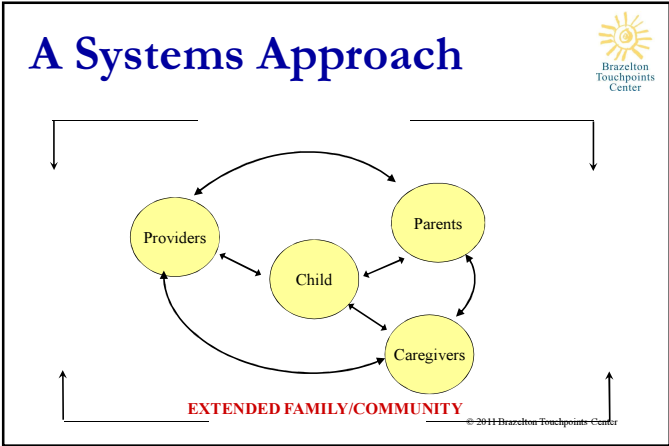 A Systems Approach
Brazelton
Touchpoints
Center
Parents
Providers
Child
Caregivers
EXTENDED FAMILY/COMMUNITY
© 2011 Brazelton Touchpoints Center